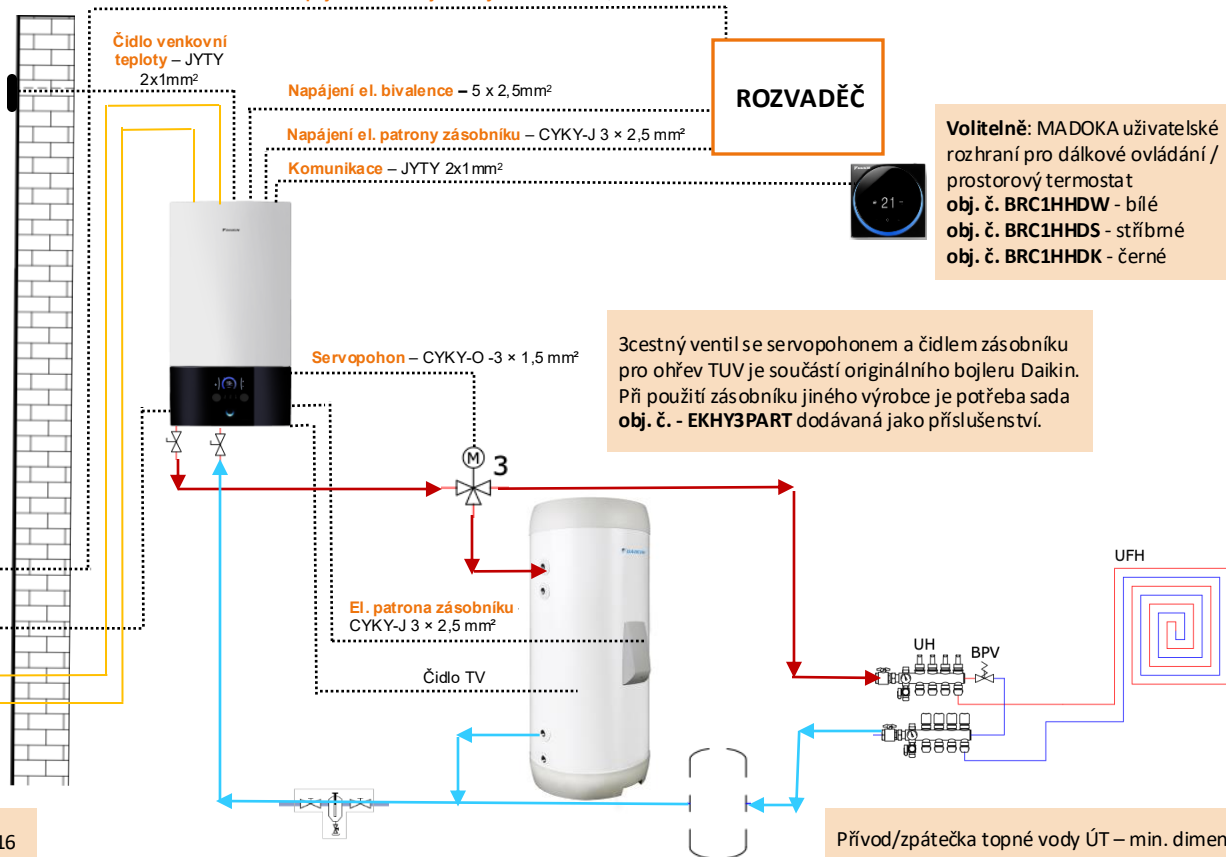 Čidlo venkovní
teploty – JYTY
2x1mm²
Napájení el. bivalence – 5 x 2,5mm²
Napájení el. patrony zásobníku – CYKY-J 3 × 2,5 mm²
Komunikace – JYTY 2x1mm²
ROZVADĚČ
Volitelně: MADOKA uživatelské
rozhraní pro dálkové ovládání /
prostorový termostat
obj. č. BRC1HHDW - bílé
obj. č. BRC1HHDS - stříbrné
obj. č. BRC1HHDK - černé
21
DAIKIN
Servopohon – CYKY-O -3 × 1,5 mm²
3cestný ventil se servopohonem a čidlem zásobníku
pro ohřev TUV je součástí originálního bojleru Daikin.
Při použití zásobníku jiného výrobce je potřeba sada
obj. č. - EKHY3PART dodávaná jako příslušenství.
M
3
DAIKIN
El. patrona zásobníku
CYKY-J 3 × 2,5 mm²
Čidlo TV
UFH
UH
BPV
16
Přívod/zpátečka topné vody ÚT – min. dimen